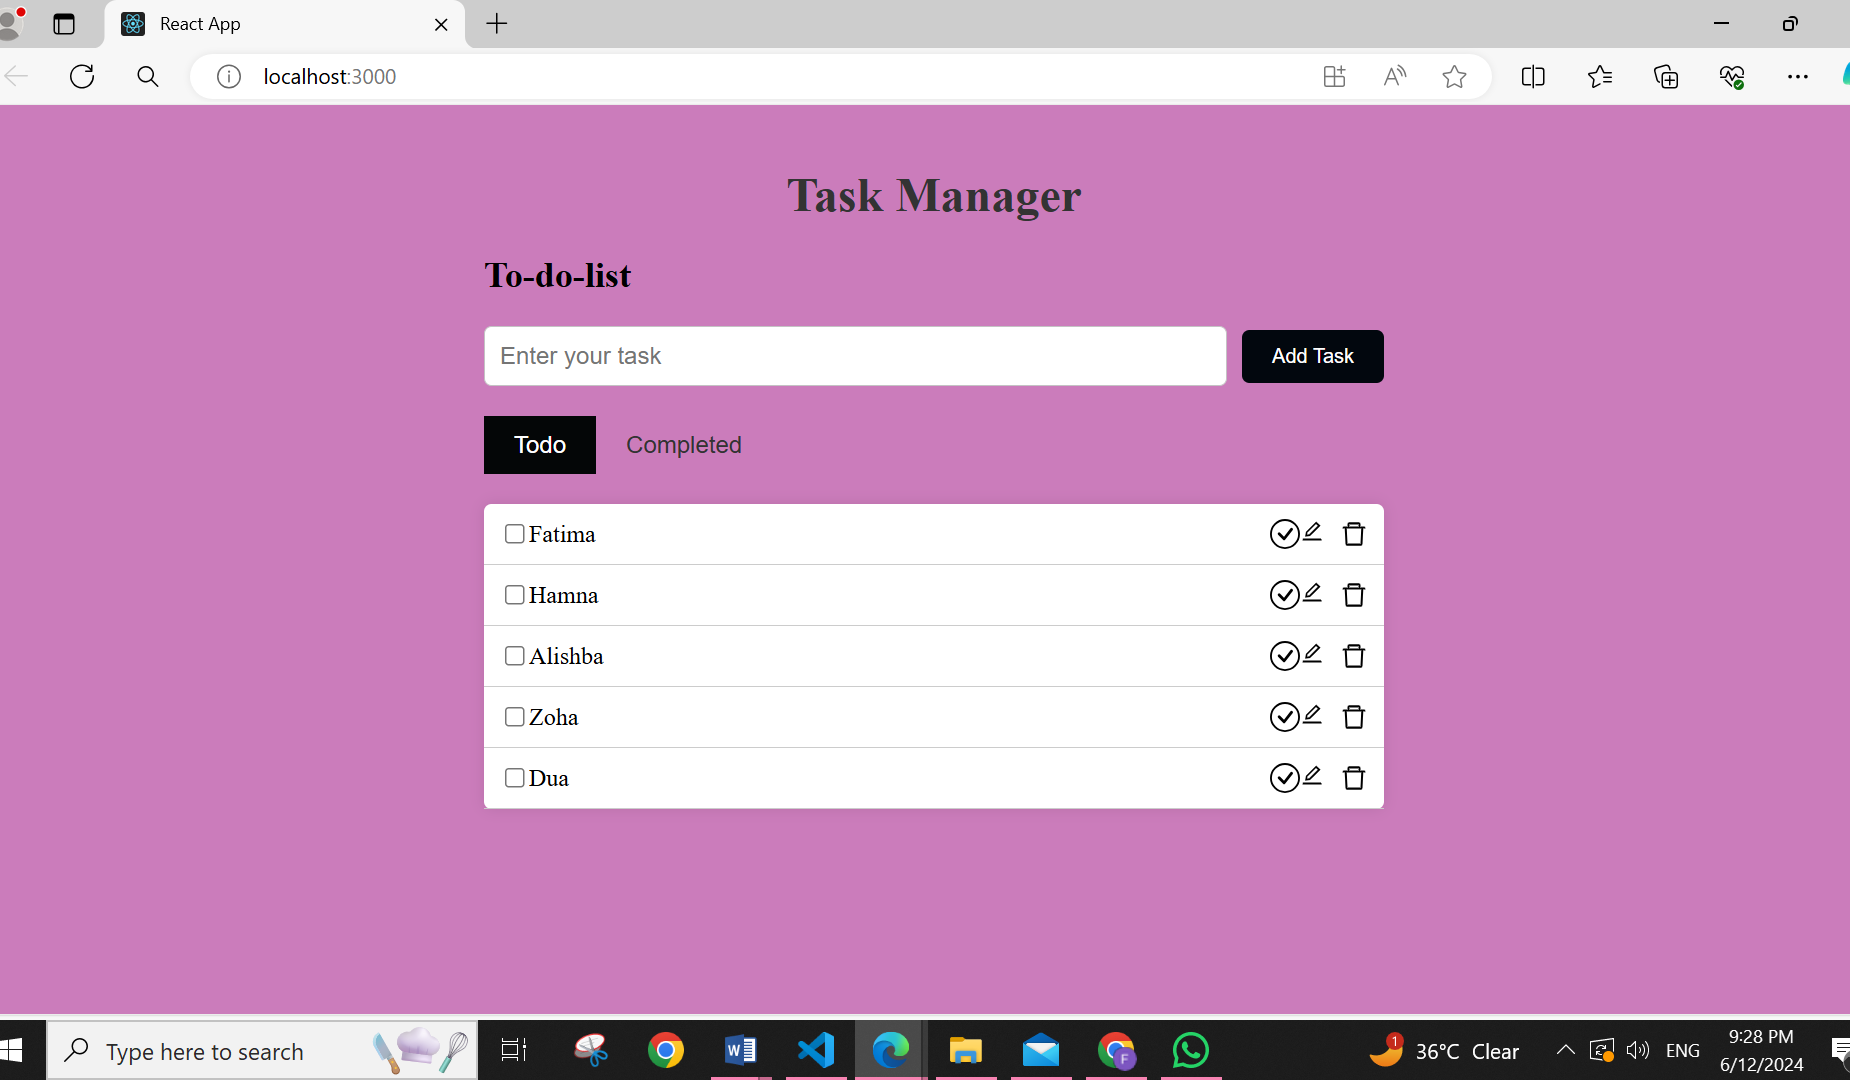 React App
localhost:3000
Task Manager
To-do-list
Enter your task
Add Task
Todo
Completed
Fatima
Hamna
Alishba
Zoha
Dua
Type here to search
W
F
1
36°C Clear
ENG
9:28 PM
6/12/2024